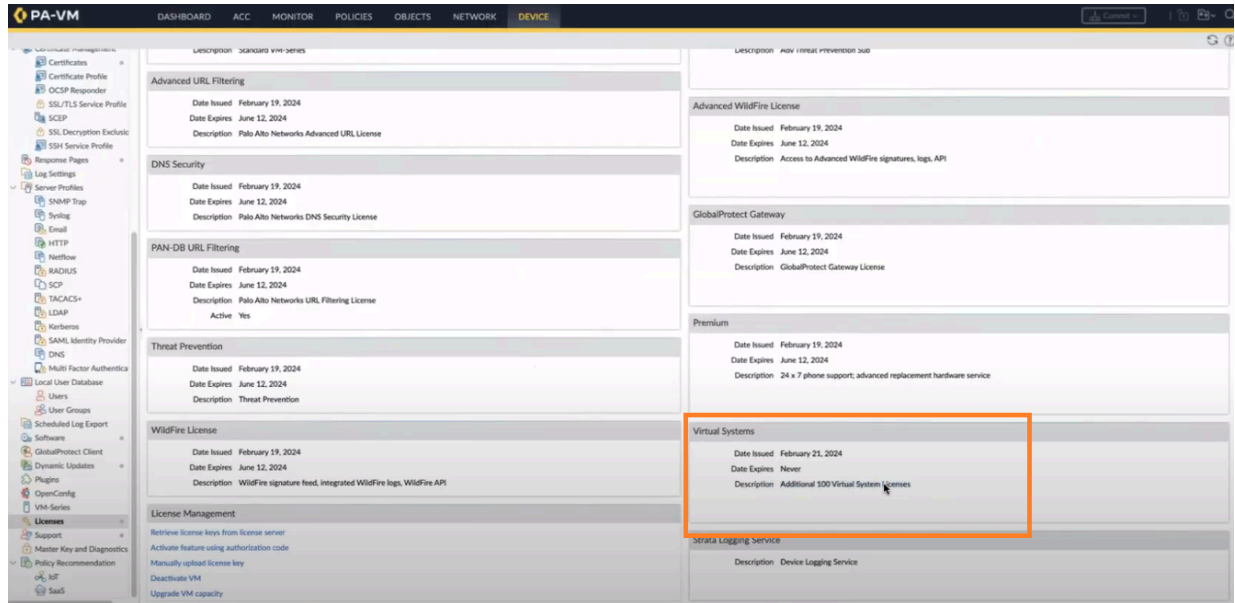 PA-VM
DASHBOARD ACC MONITOR POLICIES OBJECTS NETWORK DEVICE
Commit
Certificate Management
Certificates
Certificate Profile
OCSP Responder
SSL/TLS Service Profile
SCEP
SSL Decryption Exclusio
SSH Service Profile
Response Pages
Log Settings
Server Profiles
SNMP Trap
Syslog
Email
HTTP
Netflow
RADIUS
SCP
TACACS+
LDAP
Kerberos
SAML Identity Provider
DNS
Multi Factor Authentica
Local User Database
Users
User Groups
Scheduled Log Export
Software
GlobalProtect Client
Dynamic Updates
Plugins
OpenConfig
VM-Series
Licenses
Support
Master Key and Diagnostics
Policy Recommendation
IoT
SaaS
Description Standard VM-Series
Advanced URL Filtering
Date Issued February 19, 2024
Date Expires June 12, 2024
Description Palo Alto Networks Advanced URL License
DNS Security
Date Issued February 19, 2024
Date Expires June 12, 2024
Description Palo Alto Networks DNS Security License
PAN-DB URL Filtering
Date Issued February 19, 2024
Date Expires June 12, 2024
Description Palo Alto Networks URL Filtering License
Active Yes
Threat Prevention
Date Issued February 19, 2024
Date Expires June 12, 2024
Description Threat Prevention
WildFire License
Date Issued February 19, 2024
Date Expires June 12, 2024
Description WildFire signature feed, integrated WildFire logs, WildFire API
License Management
Retrieve license keys from license server
Activate feature using authorization code
Manually upload license key
Deactivate VM
Upgrade VM capacity
Description Adv Threat Prevention Sub
Advanced WildFire License
Date Issued February 19, 2024
Date Expires June 12, 2024
Description Access to Advanced WildFire signatures, logs, API
GlobalProtect Gateway
Date Issued February 19, 2024
Date Expires June 12, 2024
Description GlobalProtect Gateway License
Premium
Date Issued February 19, 2024
Date Expires June 12, 2024
Description 24 x 7 phone support; advanced replacement hardware service
Virtual Systems
Date Issued February 21, 2024
Date Expires Never
Description Additional 100 Virtual System Licenses
Strata Logging Service
Description Device Logging Service